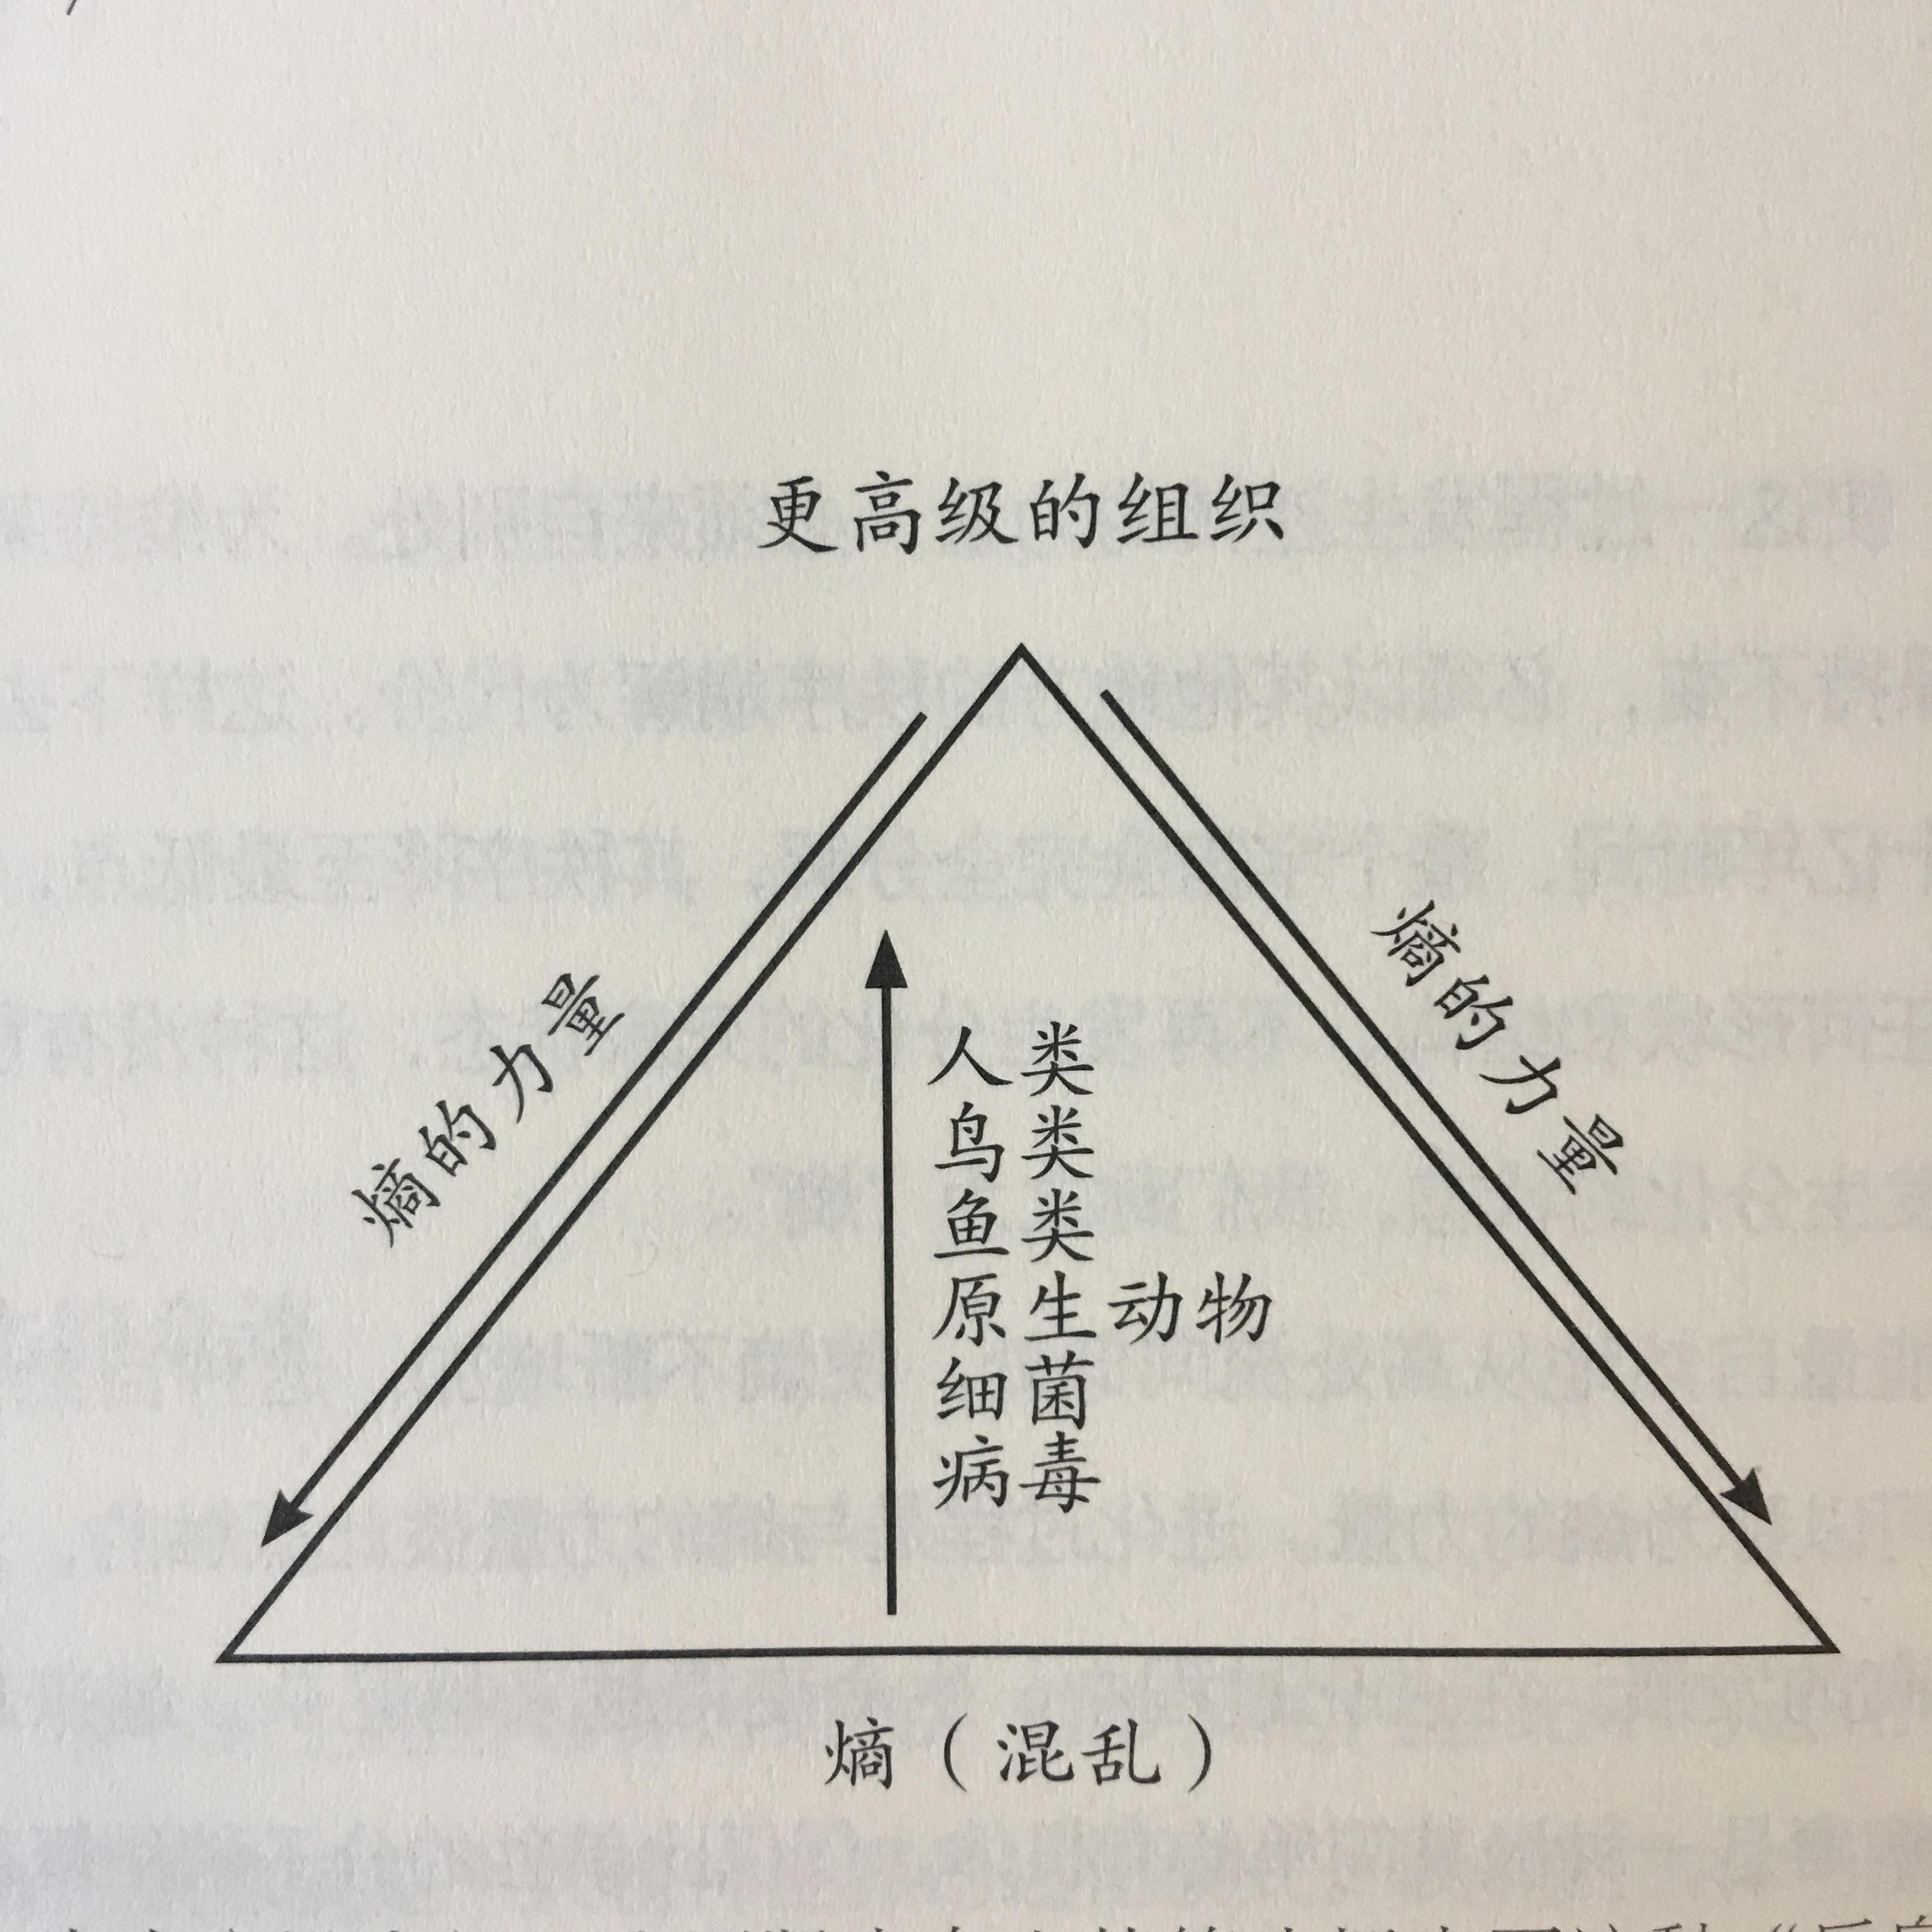 更高级的组织
熵的力量
熵的力量
人类
鸟类
鱼类
原生动物
细菌
病毒
熵（混乱）